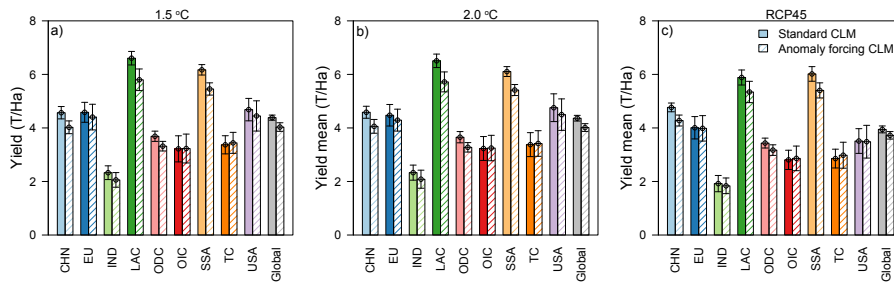 1.5 °C
2.0 °C
RCP45
a)
b)
c)
Standard CLM
Anomaly forcing CLM
Yield (T/Ha)
8
6
4
2
0
CHN
EU
IND
LAC
ODC
OIC
SSA
TC
USA
Global
Yield mean (T/Ha)
8
6
4
2
0
CHN
EU
IND
LAC
ODC
OIC
SSA
TC
USA
Global
Yield mean (T/Ha)
8
6
4
2
0
CHN
EU
IND
LAC
ODC
OIC
SSA
TC
USA
Global